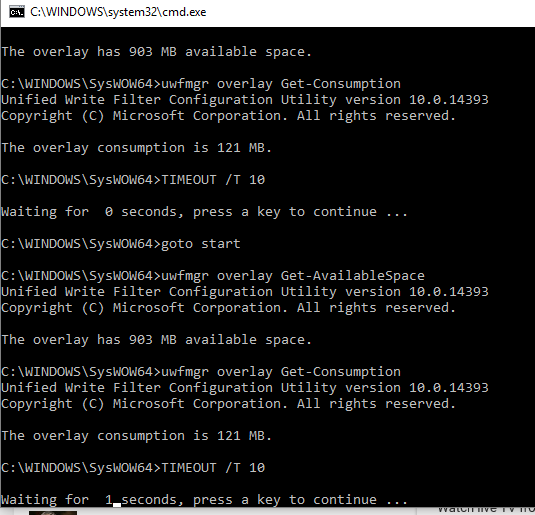 C:\WINDOWS\system32\cmd.exe
The overlay has 903 MB available space.
C:\WINDOWS\SysWOW64>uwfmgr overlay Get-Consumption
Unified Write Filter Configuration Utility version 10.0.14393
Copyright (C) Microsoft Corporation. All rights reserved.
The overlay consumption is 121 MB.
C:\WINDOWS\SysWOW64>TIMEOUT /T 10
Waiting for  0 seconds, press a key to continue ...
C:\WINDOWS\SysWOW64>goto start
C:\WINDOWS\SysWOW64>uwfmgr overlay Get-AvailableSpace
Unified Write Filter Configuration Utility version 10.0.14393
Copyright (C) Microsoft Corporation. All rights reserved.
The overlay has 903 MB available space.
C:\WINDOWS\SysWOW64>uwfmgr overlay Get-Consumption
Unified Write Filter Configuration Utility version 10.0.14393
Copyright (C) Microsoft Corporation. All rights reserved.
The overlay consumption is 121 MB.
C:\WINDOWS\SysWOW64>TIMEOUT /T 10
Waiting for  1 seconds, press a key to continue ...